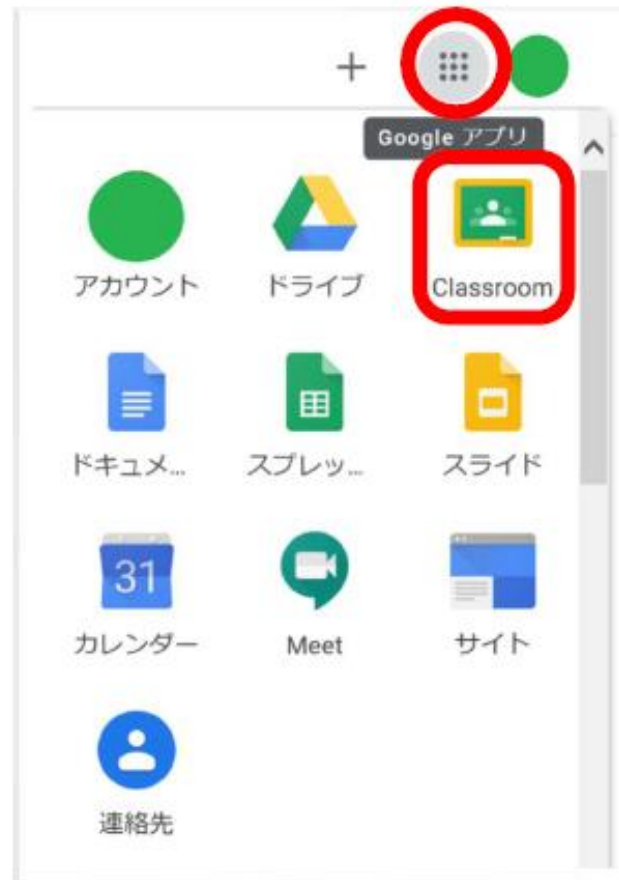 +
Google アプリ
アカウント ドライブ Classroom
ドキュメ... スプレッ... スライド
31
カレンダー Meet サイト
連絡先